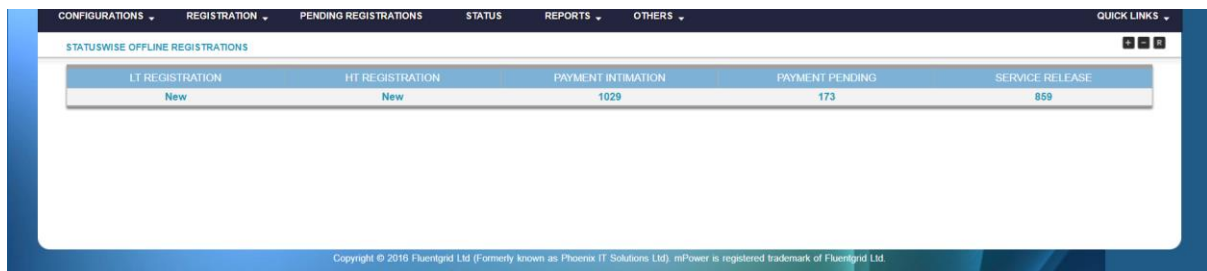 CONFIGURATIONS REGISTRATION PENDING REGISTRATIONS STATUS REPORTS OTHERS QUICK LINKS
STATUSWISE OFFLINE REGISTRATIONS + - R
LT REGISTRATION HT REGISTRATION PAYMENT INTIMATION PAYMENT PENDING SERVICE RELEASE
New New 1029 173 859
Copyright © 2016 Fluentgrid Ltd (Formerly known as Phoenix IT Solutions Ltd). mPower is registered trademark of Fluentgrid Ltd.